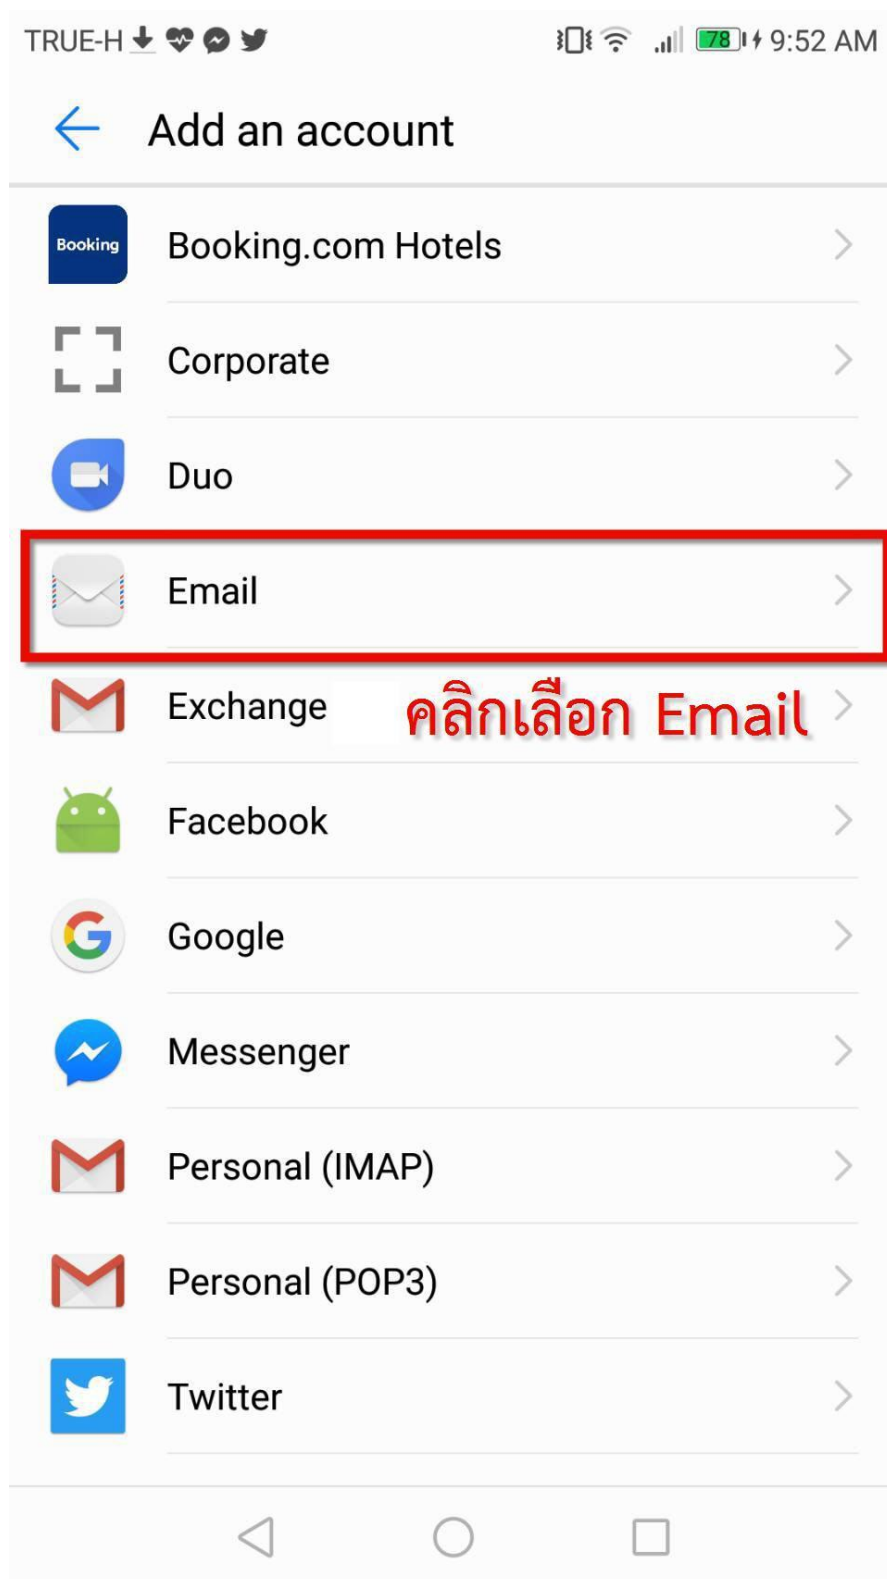 TRUE-H 78 9:52 AM
Add an account
Booking Booking.com Hotels
Corporate
Duo
Email
Exchange คลิกเลือก Email
Facebook
Google
Messenger
Personal (IMAP)
Personal (POP3)
Twitter